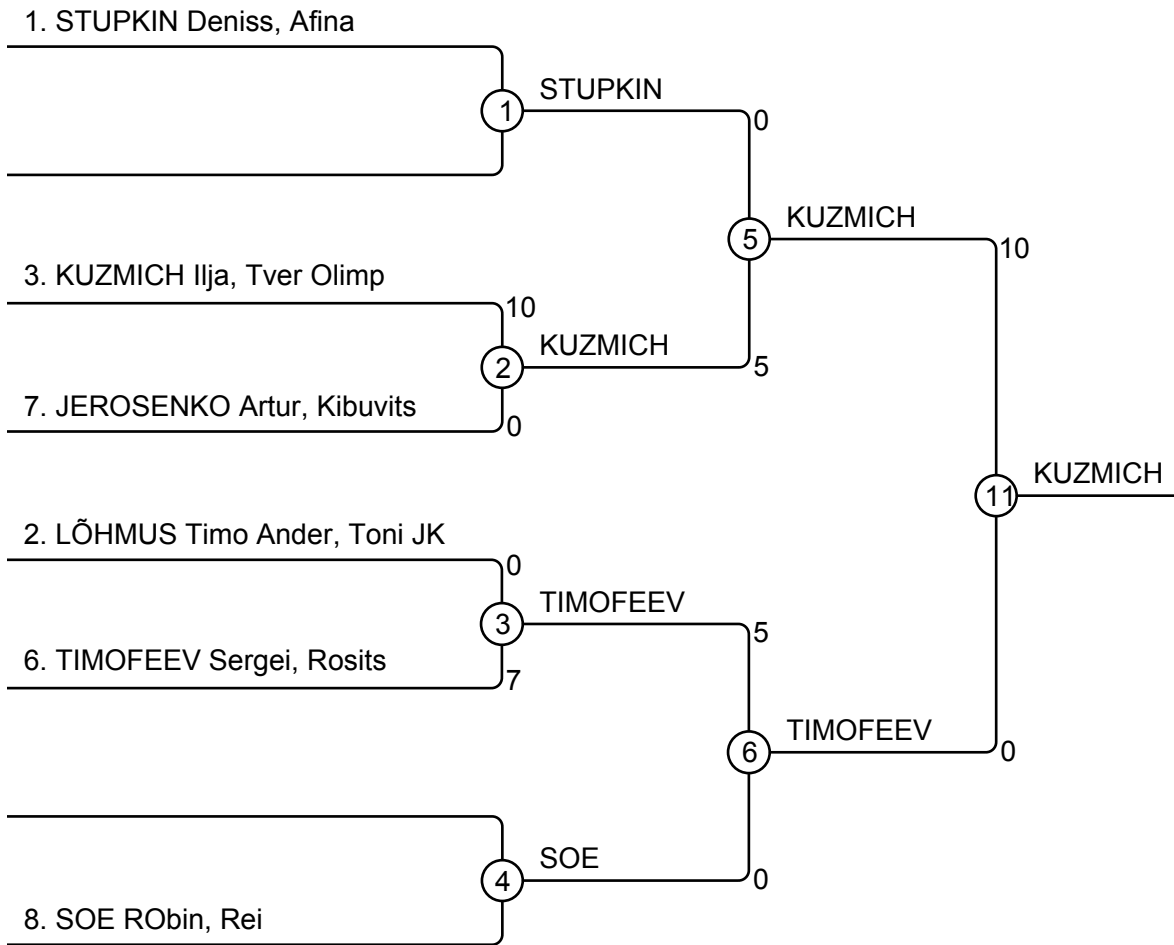 1. STUPKIN Deniss, Afina
STUPKIN
1
0
KUZMICH
5
10
3. KUZMICH Ilja, Tver Olimp
10
KUZMICH
2
5
7. JEROSENKO Artur, Kibuvits
0
KUZMICH
11
2. LÕHMUS Timo Ander, Toni JK
0
TIMOFEEV
3
5
6. TIMOFEEV Sergei, Rosits
7
TIMOFEEV
6
0
SOE
4
0
8. SOE RObin, Rei